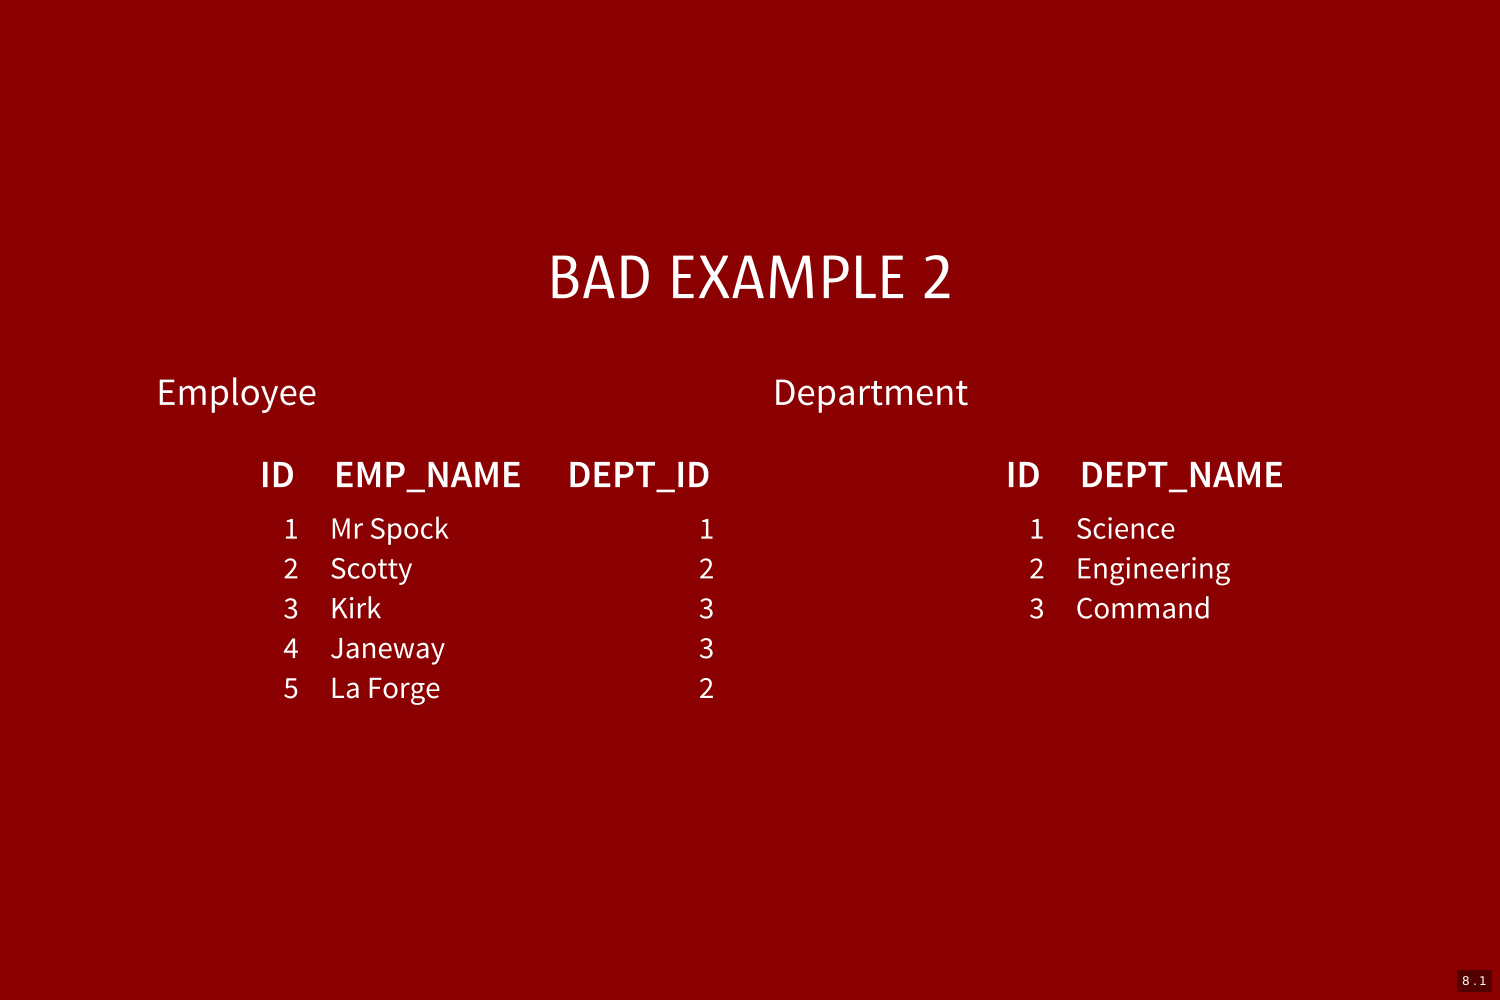 BAD EXAMPLE 2
Employee
ID EMP_NAME DEPT_ID
1 Mr Spock 1
2 Scotty 2
3 Kirk 3
4 Janeway 3
5 La Forge 2
Department
ID DEPT_NAME
1 Science
2 Engineering
3 Command
8.1